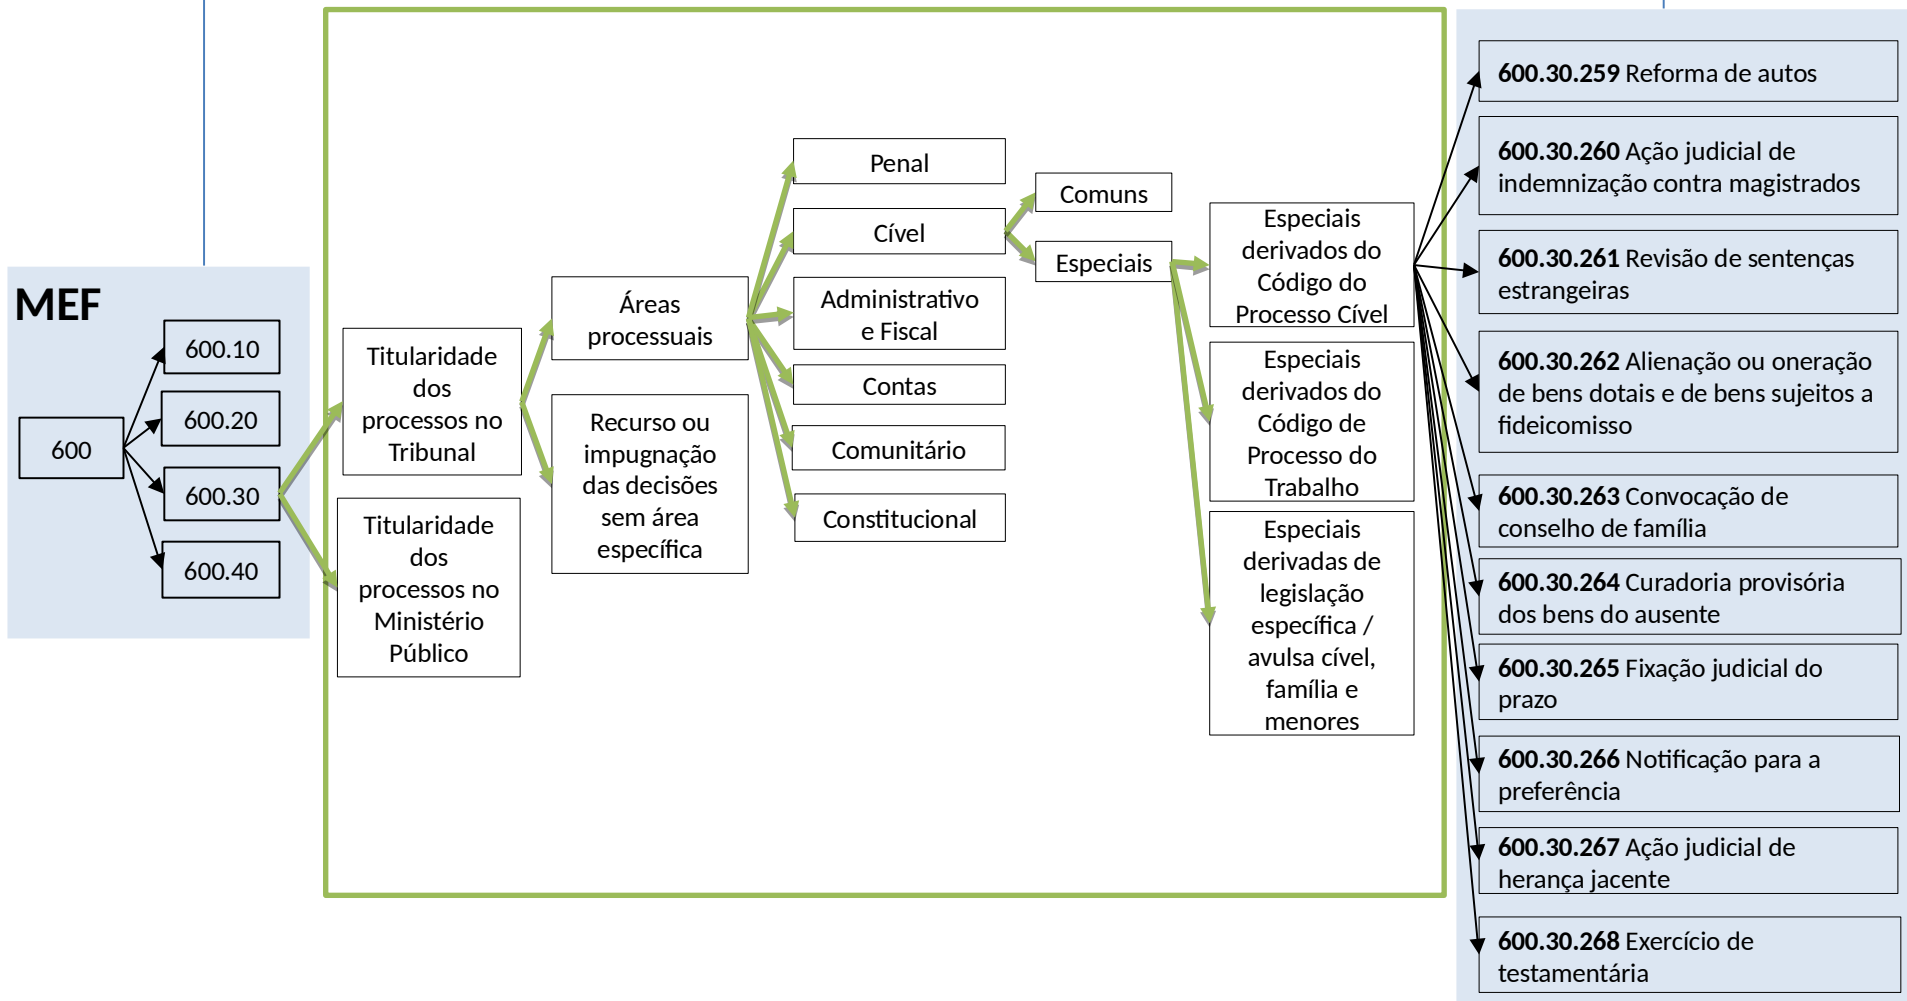 MEF
600
600.10
600.20
600.30
600.40
Titularidade
dos
processos no
Tribunal
Titularidade
dos
processos no
Ministério
Público
Áreas
processuais
Recurso ou
impugnação
das decisões
sem área
específica
Penal
Cível
Administrativo
e Fiscal
Contas
Comunitário
Constitucional
Comuns
Especiais
Especiais
derivados do
Código do
Processo Cível
Especiais
derivados do
Código de
Processo do
Trabalho
Especiais
derivadas de
legislação
específica /
avulsa cível,
família e
menores
600.30.259 Reforma de autos
600.30.260 Ação judicial de
indemnização contra magistrados
600.30.261 Revisão de sentenças
estrangeiras
600.30.262 Alienação ou oneração
de bens dotais e de bens sujeitos a
fideicomisso
600.30.263 Convocação de
conselho de família
600.30.264 Curadoria provisória
dos bens do ausente
600.30.265 Fixação judicial do
prazo
600.30.266 Notificação para a
preferência
600.30.267 Ação judicial de
herança jacente
600.30.268 Exercício de
testamentária